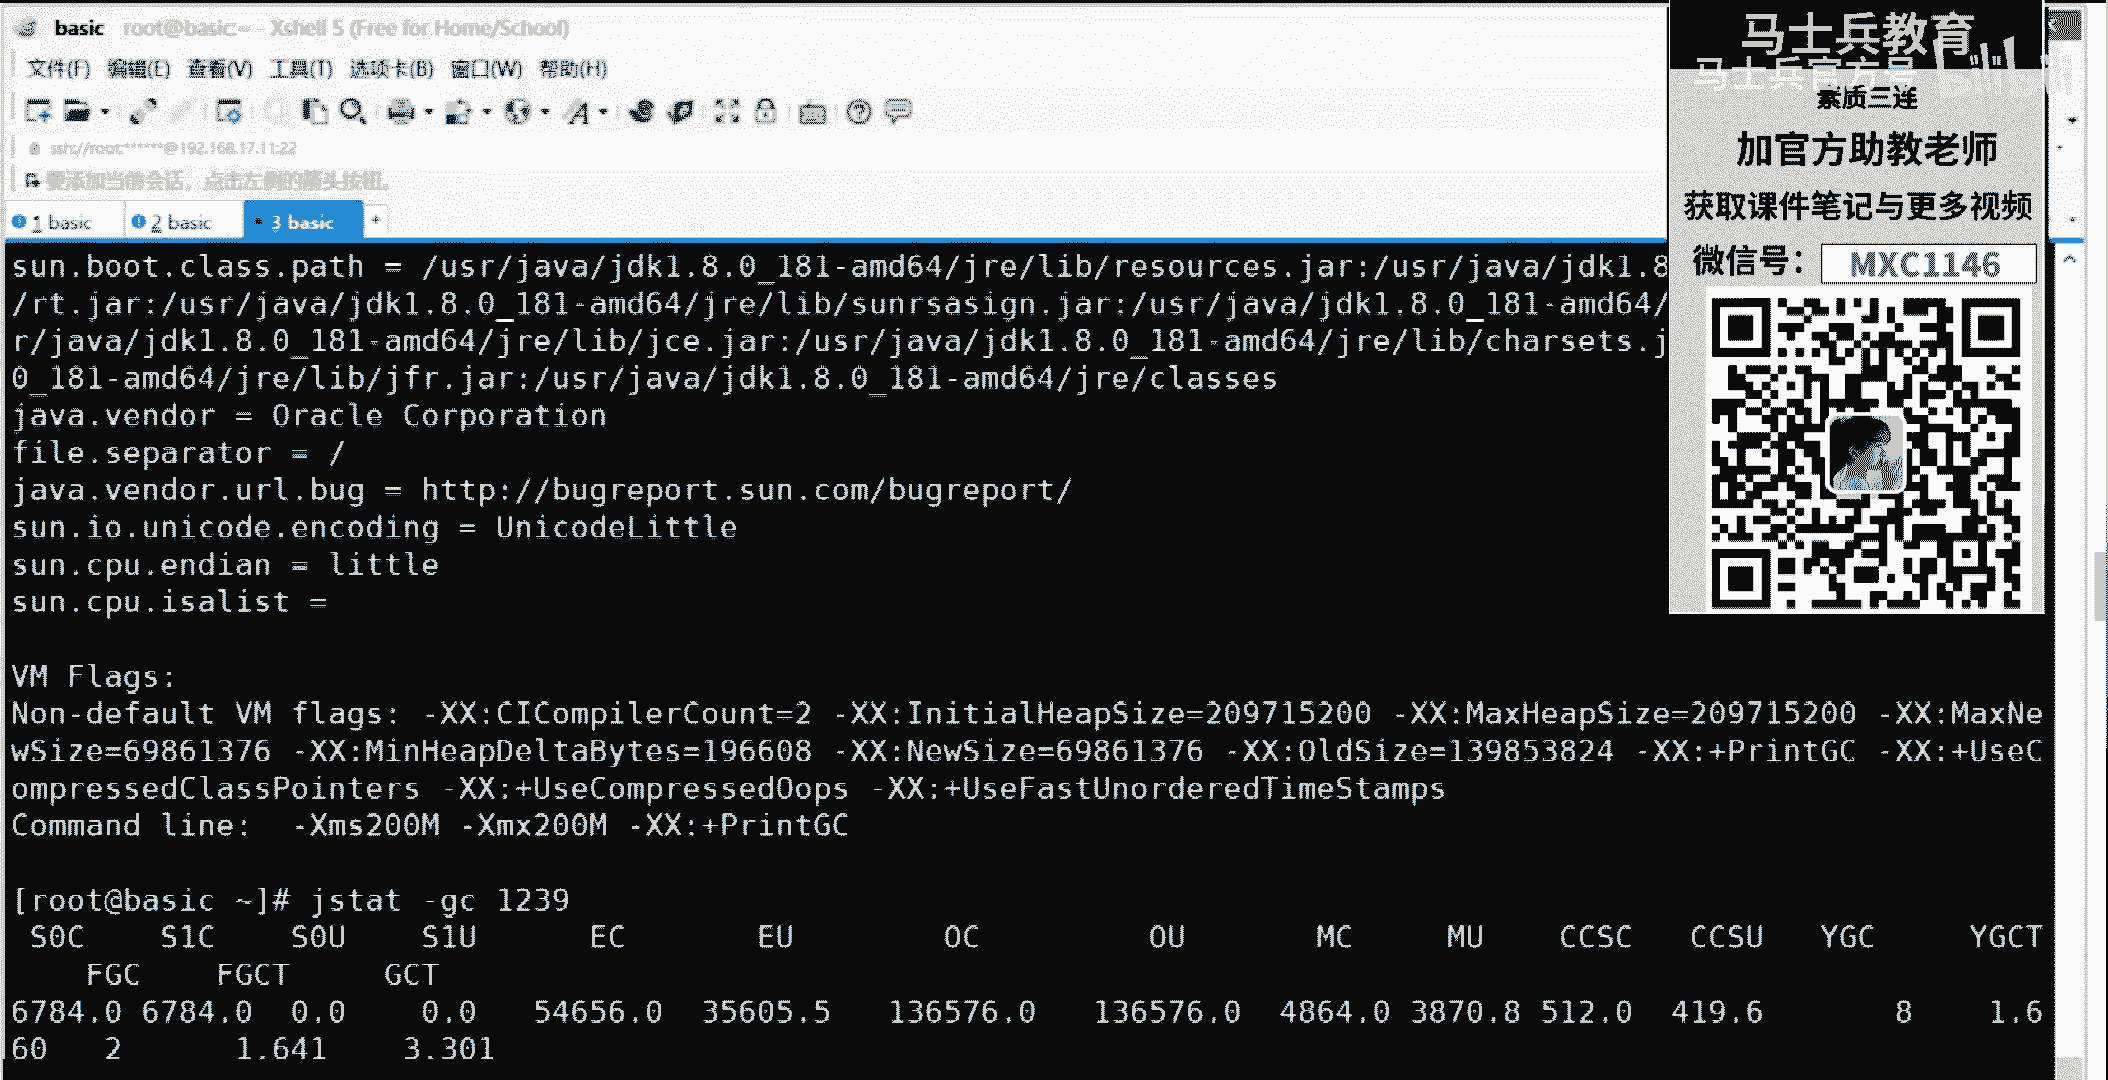 basic root@basic:~ - Xshell 5 (Free for Home/School)
文件(F) 编辑(E) 查看(V) 工具(T) 选项卡(B) 窗口(W) 帮助(H)
ssh://root:******@192.168.17.11:22
要添加当前会话，点击左侧的箭头按钮。
1 basic 2 basic 3 basic +
sun.boot.class.path = /usr/java/jdk1.8.0_181-amd64/jre/lib/resources.jar:/usr/java/jdk1.8
/rt.jar:/usr/java/jdk1.8.0_181-amd64/jre/lib/sunrsasign.jar:/usr/java/jdk1.8.0_181-amd64/
r/java/jdk1.8.0_181-amd64/jre/lib/jce.jar:/usr/java/jdk1.8.0_181-amd64/jre/lib/charsets.j
0_181-amd64/jre/lib/jfr.jar:/usr/java/jdk1.8.0_181-amd64/jre/classes
java.vendor = Oracle Corporation
file.separator = /
java.vendor.url.bug = http://bugreport.sun.com/bugreport/
sun.io.unicode.encoding = UnicodeLittle
sun.cpu.endian = little
sun.cpu.isalist =
VM Flags:
Non-default VM flags: -XX:CICompilerCount=2 -XX:InitialHeapSize=209715200 -XX:MaxHeapSize=209715200 -XX:MaxNe
wSize=69861376 -XX:MinHeapDeltaBytes=196608 -XX:NewSize=69861376 -XX:OldSize=139853824 -XX:+PrintGC -XX:+UseC
ompressedClassPointers -XX:+UseCompressedOops -XX:+UseFastUnorderedTimeStamps
Command line:  -Xms200M -Xmx200M -XX:+PrintGC
[root@basic ~]# jstat -gc 1239
S0C S1C S0U S1U EC EU OC OU MC MU CCSC CCSU YGC YGCT
FGC FGCT GCT
6784.0 6784.0 0.0 0.0 54656.0 35605.5 136576.0 136576.0 4864.0 3870.8 512.0 419.6 8 1.6
60 2 1.641 3.301
马士兵教育
马士兵官方号 bilibili
素质三连
加官方助教老师
获取课件笔记与更多视频
微信号： MXC1146